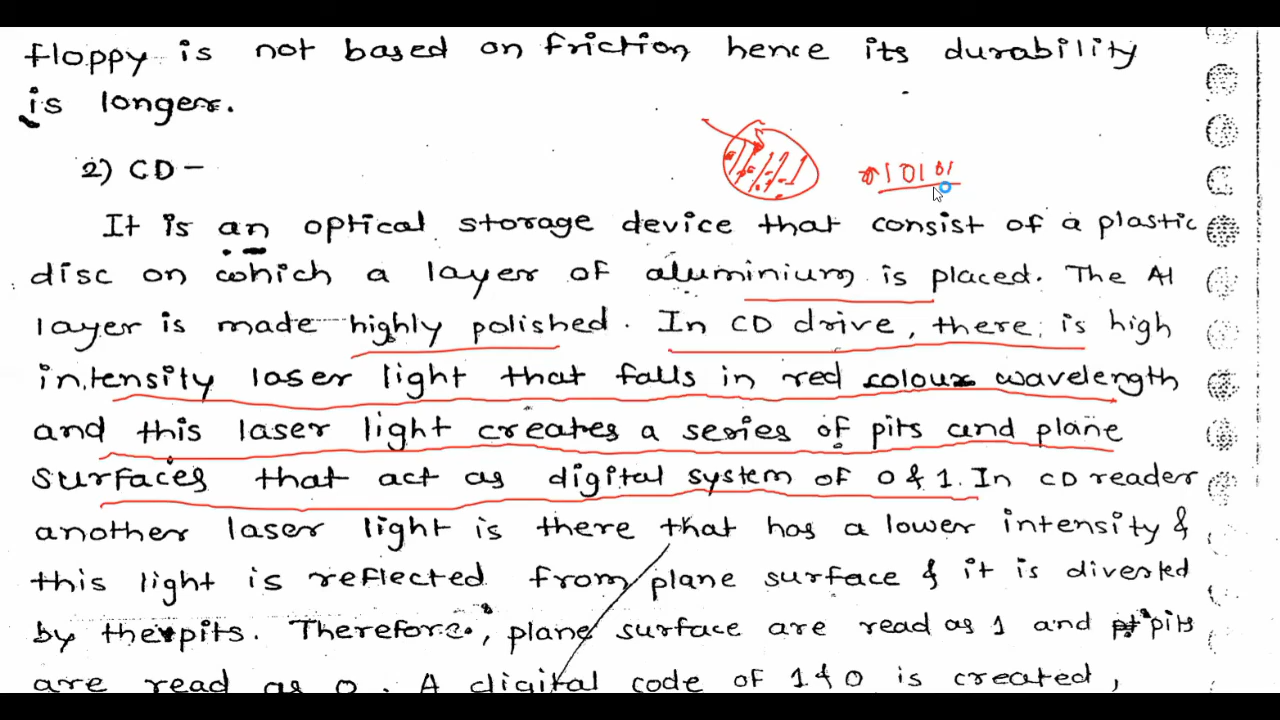 floppy is not based on friction hence its durability
is longer.
2) CD -
10101
It is an optical storage device that consist of a plastic
disc on which a layer of aluminium is placed. The Al
layer is made highly polished. In CD drive, there is high
intensity laser light that falls in red colour wavelength
and this laser light creates a series of pits and plane
surfaces that act as digital system of 0 & 1. In CD reader
another laser light is there that has a lower intensity &
this light is reflected from plane surface & it is diverted
by the pits. Therefore, plane surface are read as 1 and pits
are read as 0. A digital code of 1 & 0 is created,